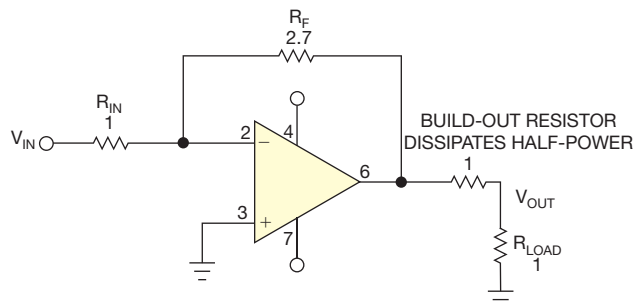 R_F
2.7
R_IN
1
V_IN
2
4
BUILD-OUT RESISTOR
DISSIPATES HALF-POWER
−
6
1
V_OUT
3
+
7
R_LOAD
1